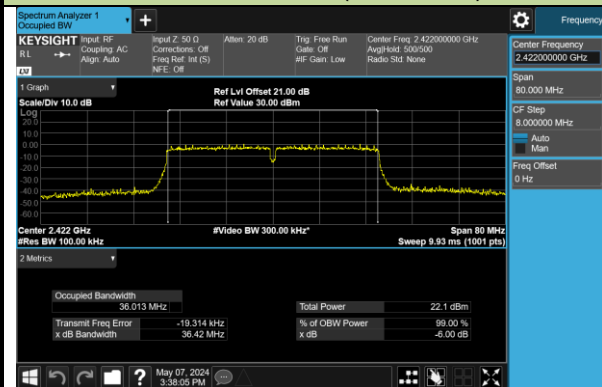 Spectrum Analyzer 1
Occupied BW
+
Frequency
KEYSIGHT
RL
Input: RF
Coupling: AC
Align: Auto
Input Z: 50 Ω
Corrections: Off
Freq Ref: Int (S)
NFE: Off
Atten: 20 dB
Trig: Free Run
Gate: Off
#IF Gain: Low
Center Freq: 2.422000000 GHz
Avg|Hold: 500/500
Radio Std: None
LXI
Center Frequency
2.422000000 GHz
Span
80.000 MHz
CF Step
8.000000 MHz
Auto
Man
Freq Offset
0 Hz
1 Graph
Scale/Div 10.0 dB
Ref Lvl Offset 21.00 dB
Ref Value 30.00 dBm
Log
20.0
10.0
0.00
-10.0
-20.0
-30.0
-40.0
-50.0
-60.0
Center 2.422 GHz
#Video BW 300.00 kHz*
Span 80 MHz
#Res BW 100.00 kHz
Sweep 9.93 ms (1001 pts)
2 Metrics
Occupied Bandwidth
36.013 MHz
Total Power 22.1 dBm
Transmit Freq Error -19.314 kHz
% of OBW Power 99.00 %
x dB Bandwidth 36.42 MHz
x dB -6.00 dB
?
May 07, 2024
3:38:05 PM